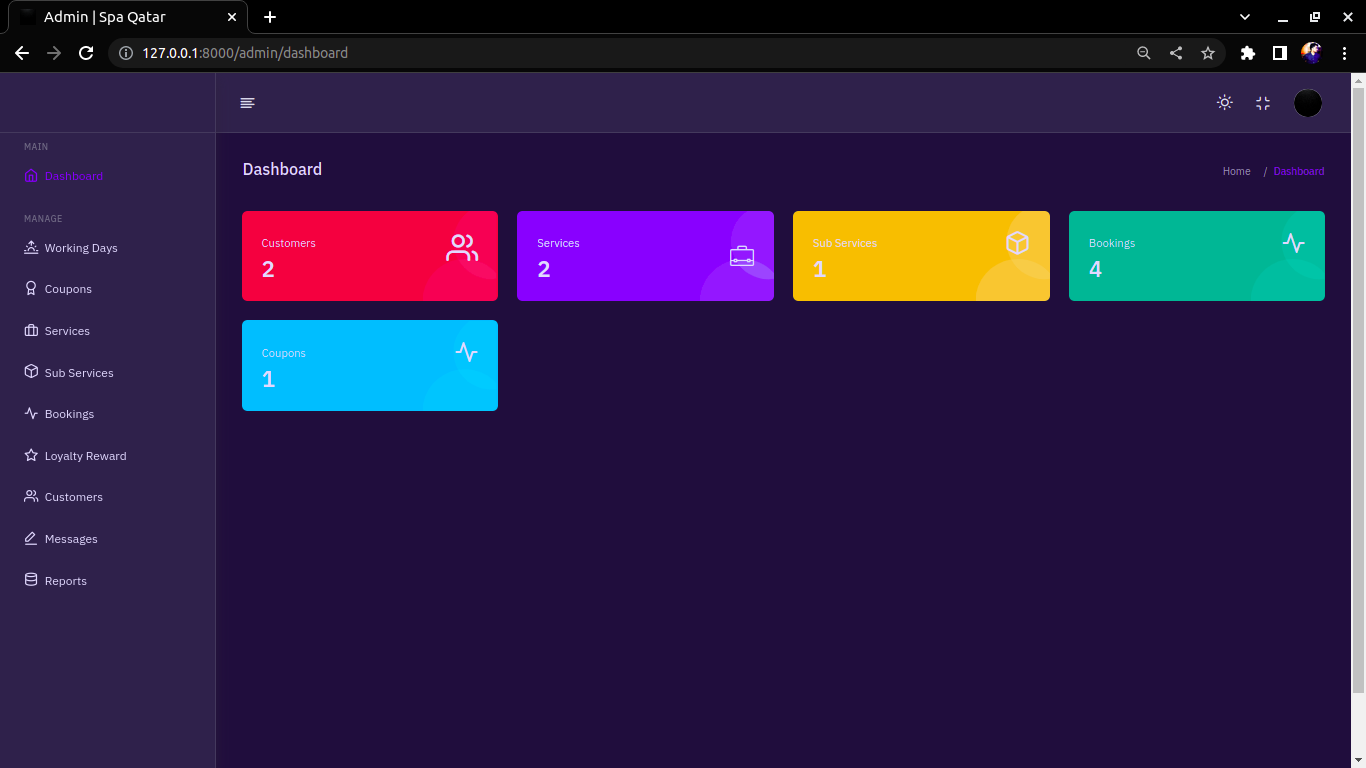 Admin | Spa Qatar
127.0.0.1:8000/admin/dashboard
MAIN
Dashboard
MANAGE
Working Days
Coupons
Services
Sub Services
Bookings
Loyalty Reward
Customers
Messages
Reports
Dashboard
Home / Dashboard
Customers
2
Services
2
Sub Services
1
Bookings
4
Coupons
1